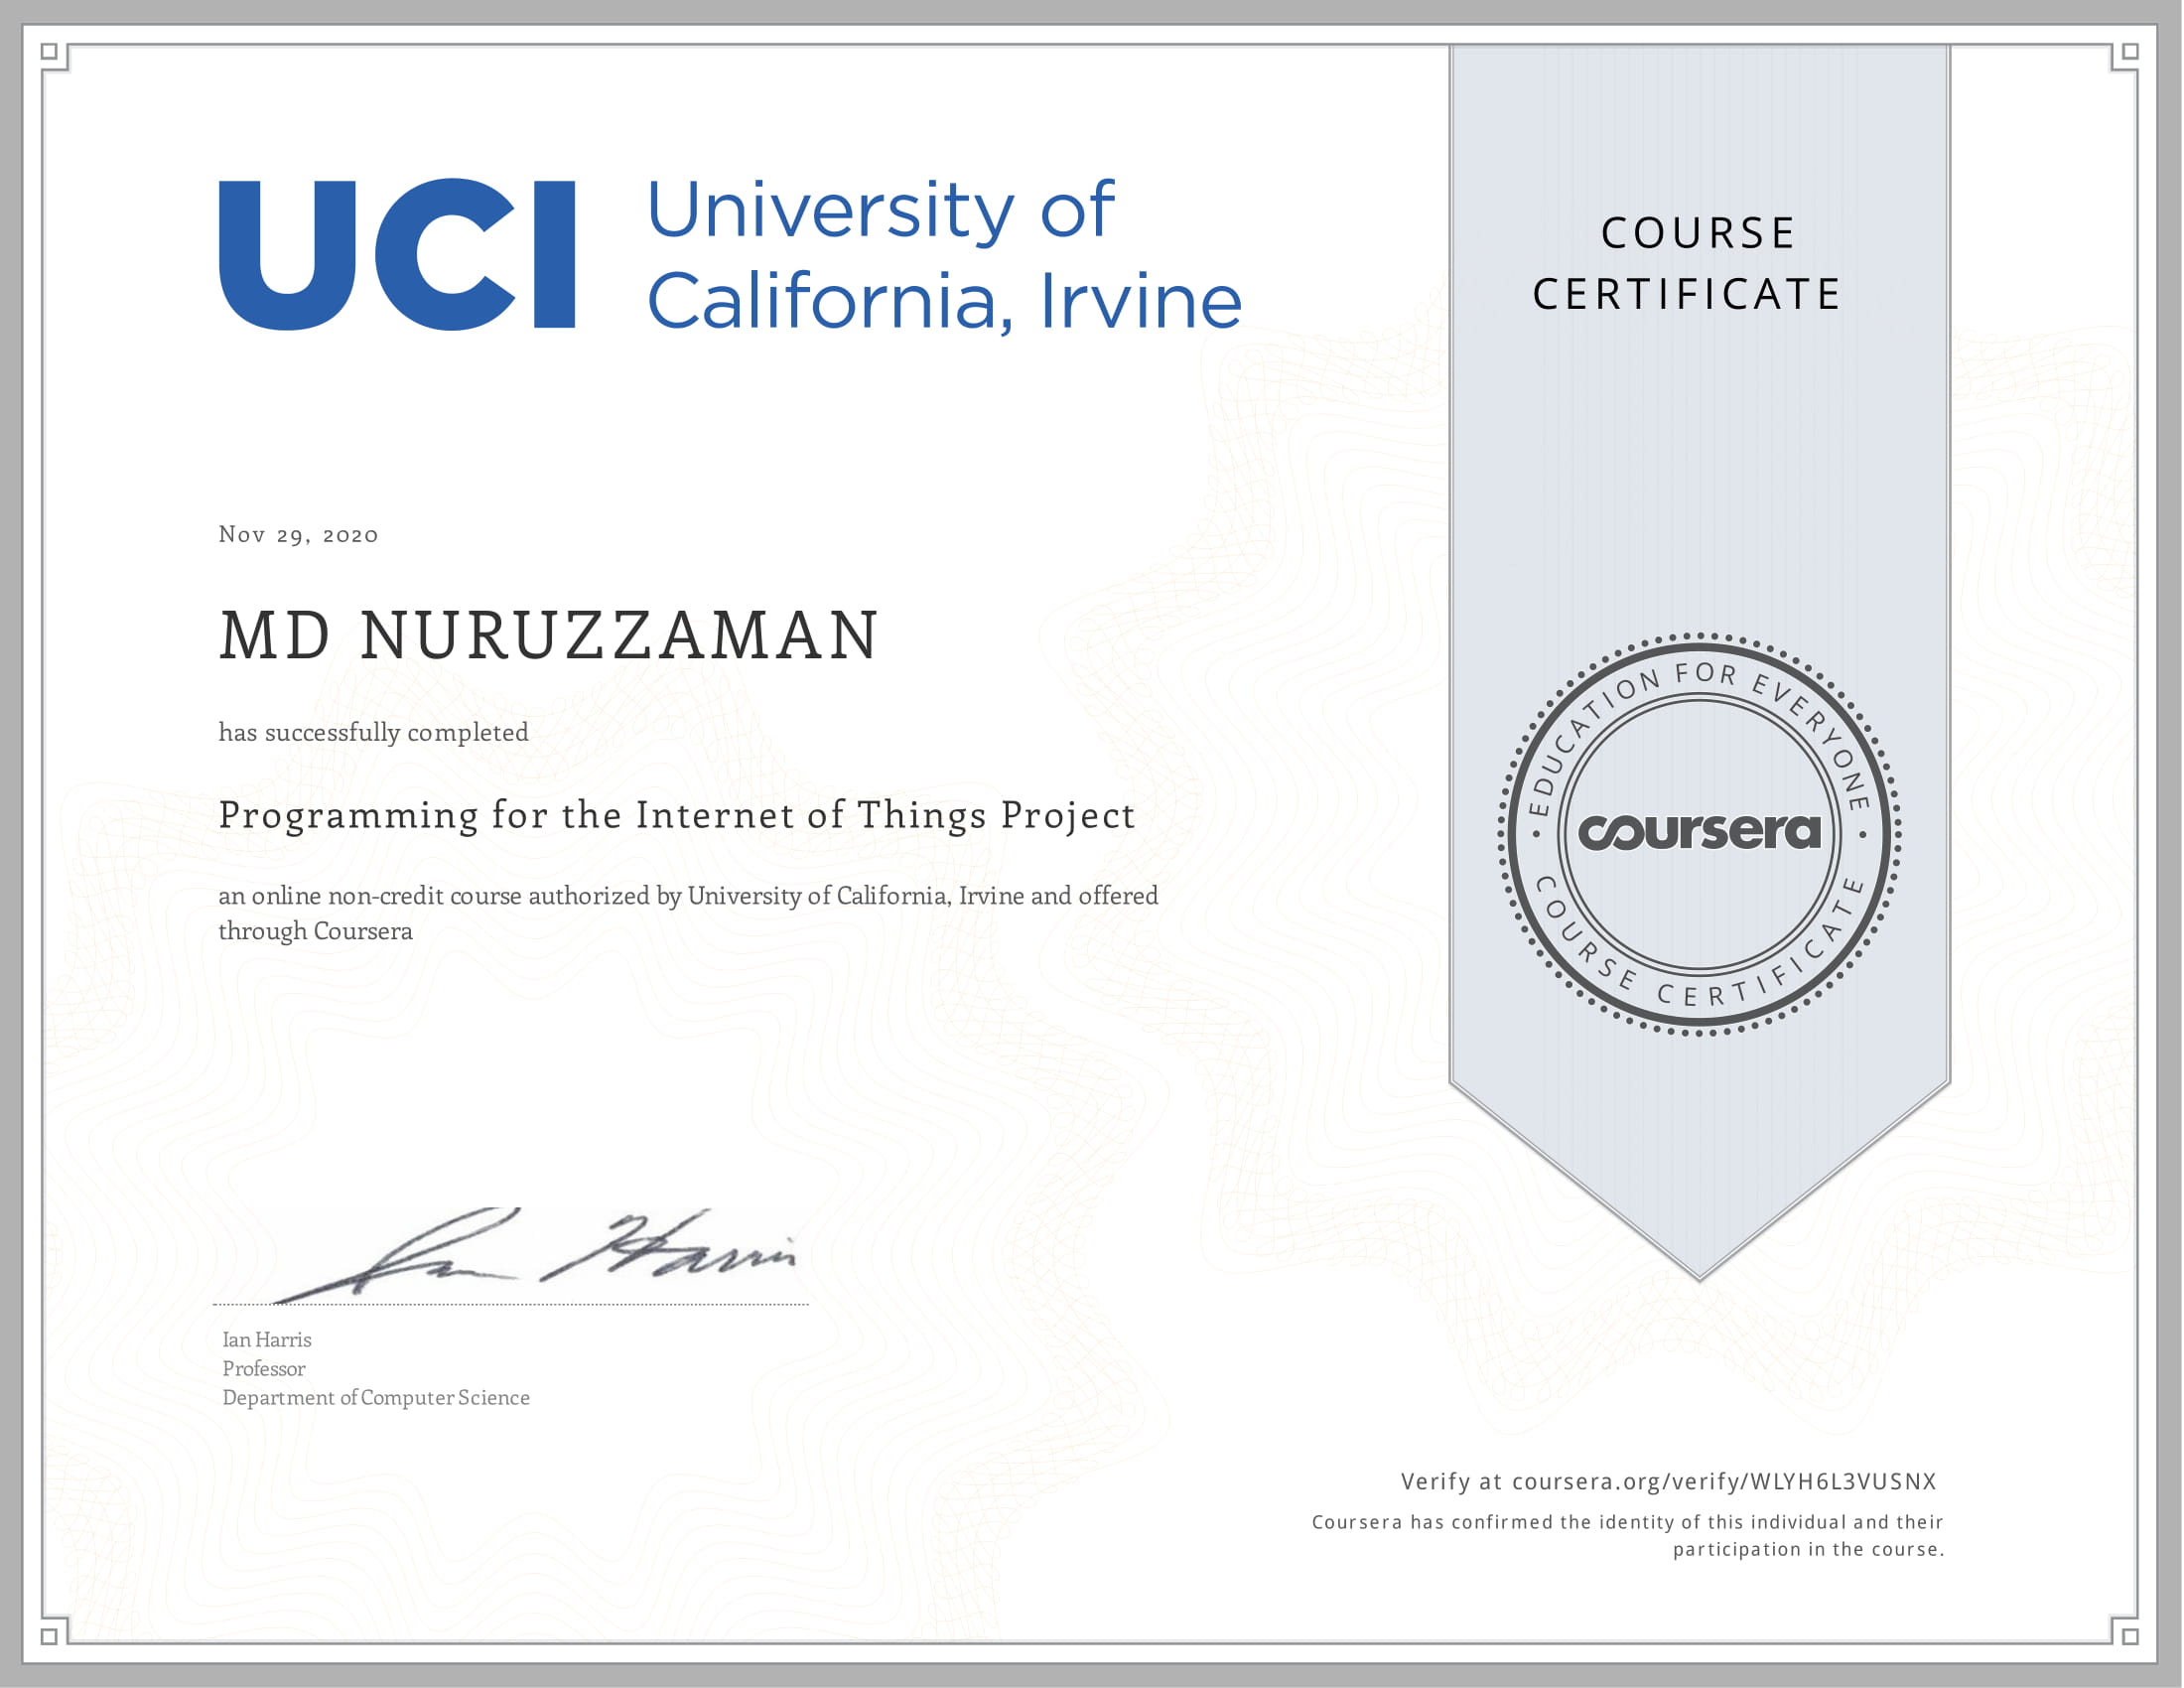 UCI University of
California, Irvine
COURSE
CERTIFICATE
Nov 29, 2020
MD NURUZZAMAN
has successfully completed
Programming for the Internet of Things Project
an online non-credit course authorized by University of California, Irvine and offered
through Coursera
EDUCATION FOR EVERYONE
coursera
COURSE CERTIFICATE
Ian Harris
Ian Harris
Professor
Department of Computer Science
Verify at coursera.org/verify/WLYH6L3VUSNX
Coursera has confirmed the identity of this individual and their
participation in the course.